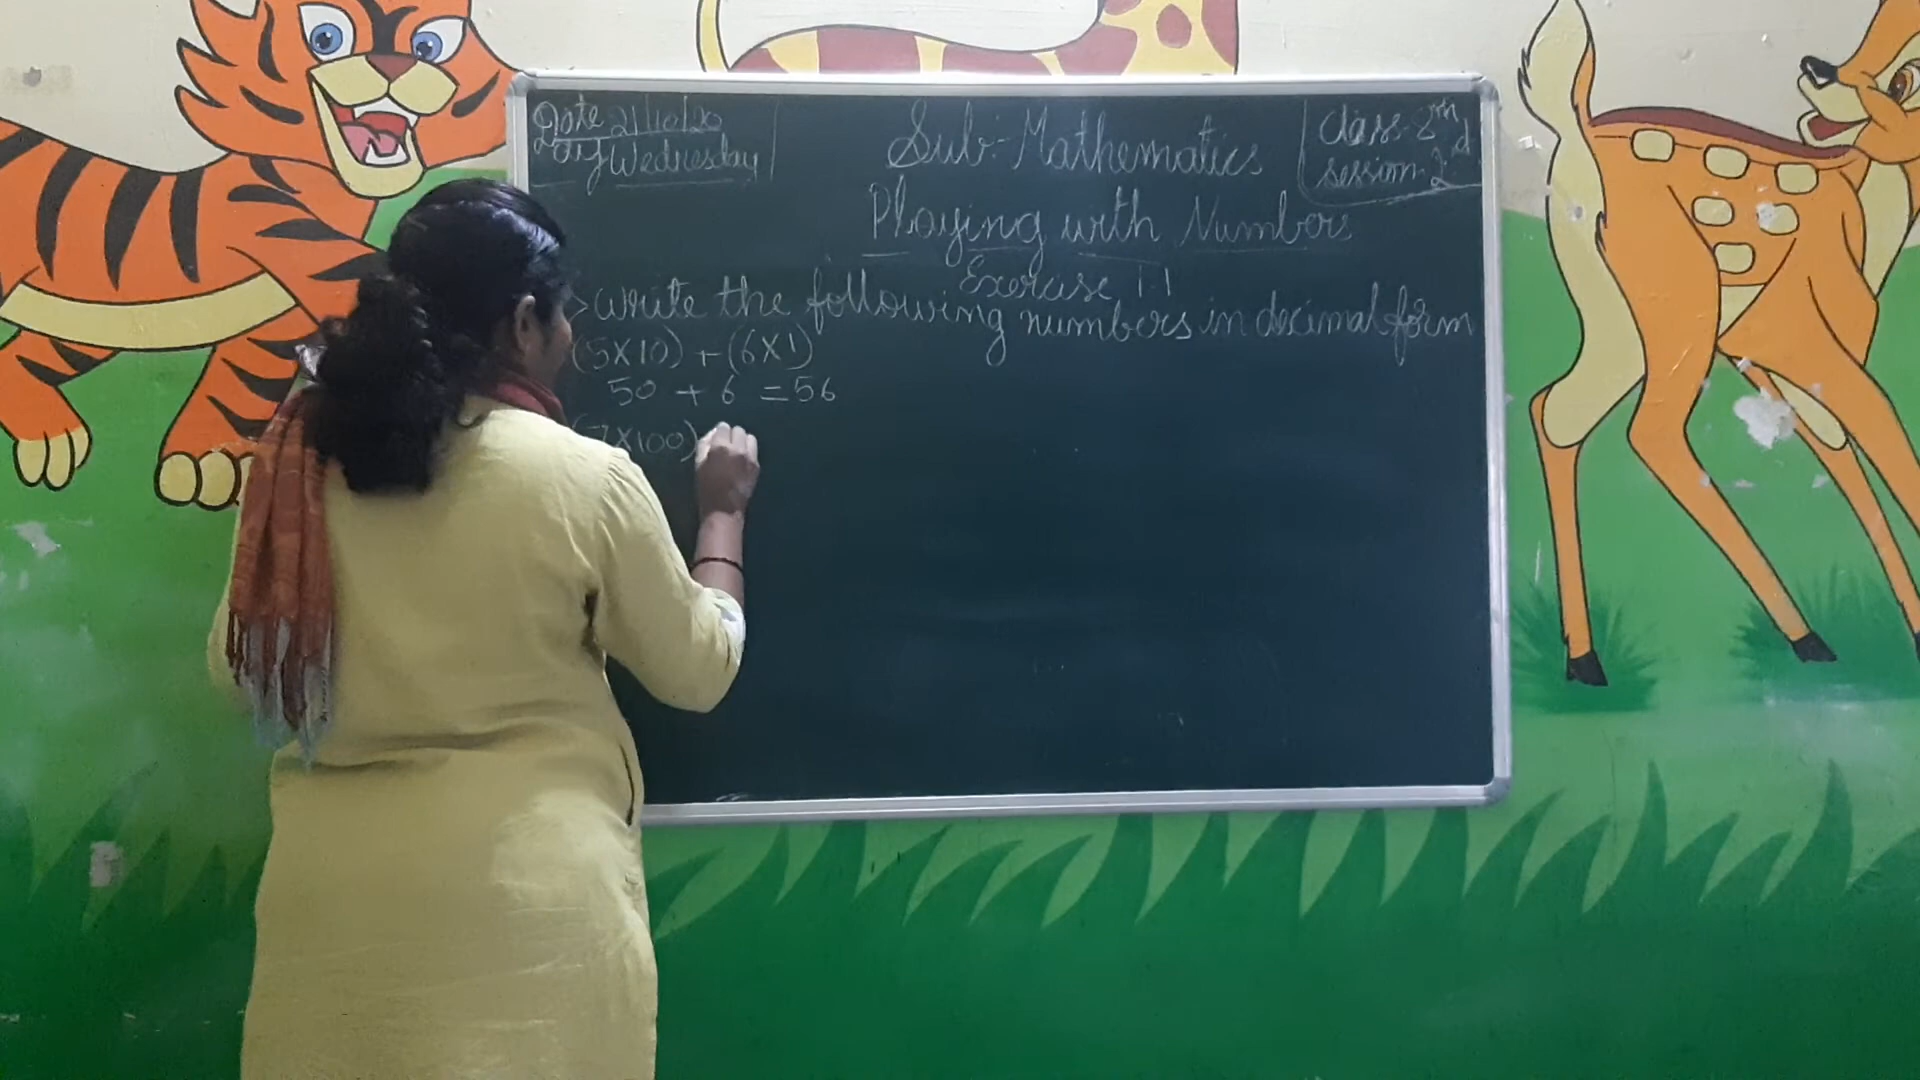 Date 21/10/20
Day Wednesday
Sub:- Mathematics
Class- 8th
session- 2nd
Playing with Numbers
Exercise 1.1
> write the following numbers in decimal form
(5X10) + (6X1)
50 + 6 = 56
(7X100)